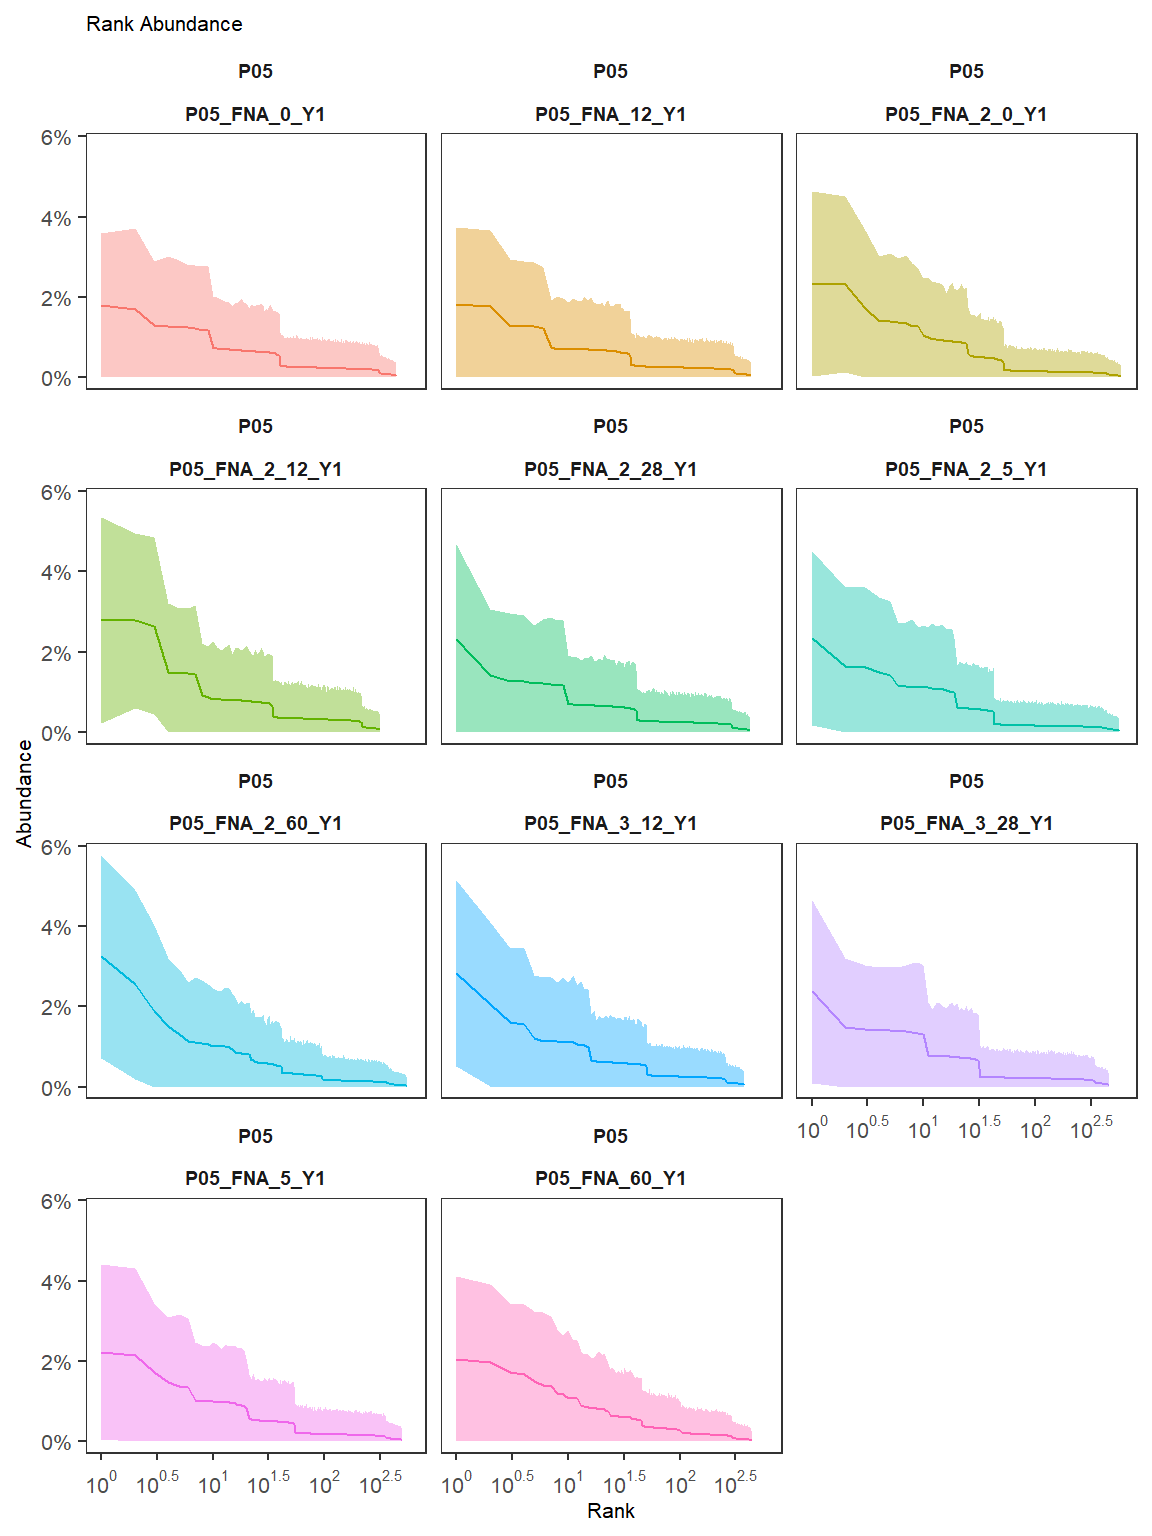 Rank Abundance
P05 P05 P05
P05_FNA_0_Y1 P05_FNA_12_Y1 P05_FNA_2_0_Y1
6%
4%
2%
0%
P05 P05 P05
P05_FNA_2_12_Y1 P05_FNA_2_28_Y1 P05_FNA_2_5_Y1
6%
4%
2%
0%
Abundance
P05 P05 P05
P05_FNA_2_60_Y1 P05_FNA_3_12_Y1 P05_FNA_3_28_Y1
6%
4%
2%
0%
10^0 10^0.5 10^1 10^1.5 10^2 10^2.5
P05 P05
P05_FNA_5_Y1 P05_FNA_60_Y1
6%
4%
2%
0%
10^0 10^0.5 10^1 10^1.5 10^2 10^2.5 10^0 10^0.5 10^1 10^1.5 10^2 10^2.5
Rank